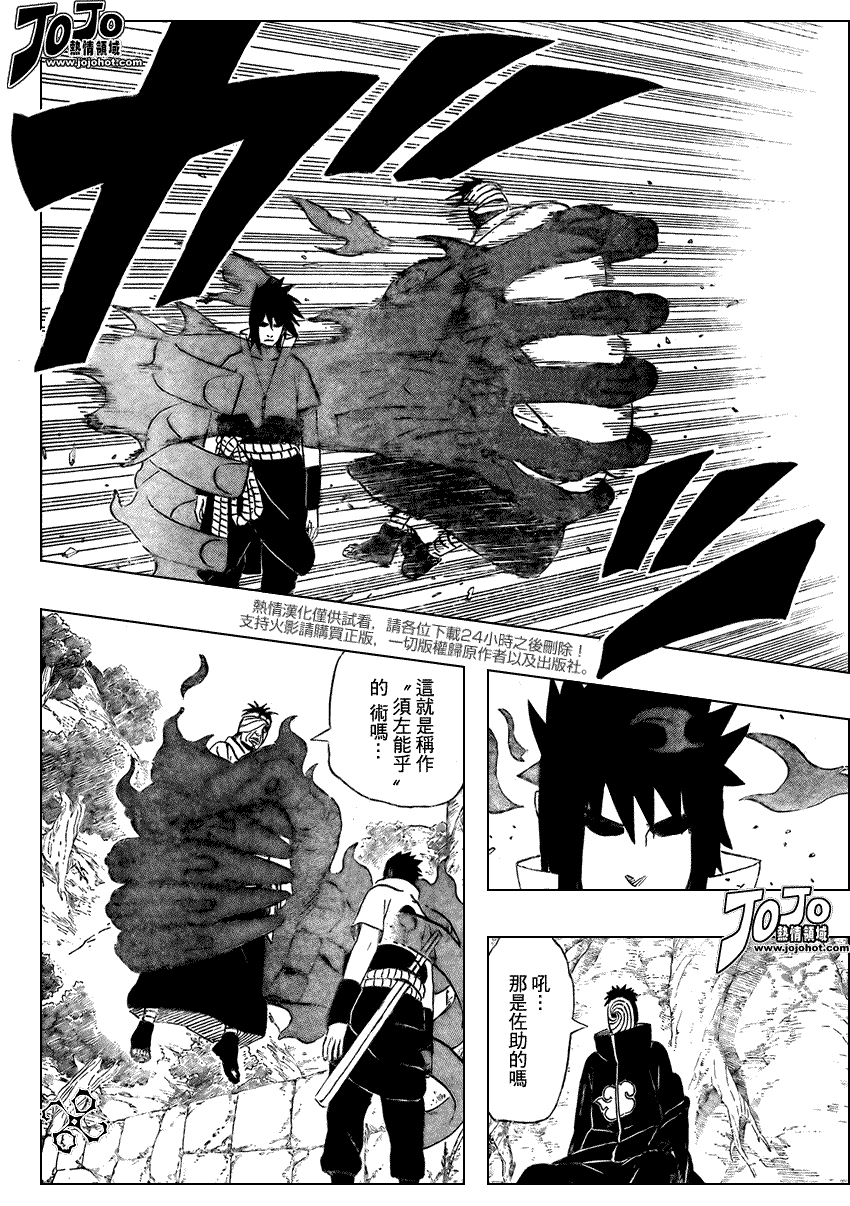 JOJO
熱情領域
www.jojohot.com
ガ
ッ
熱情漢化僅供試看，請各位下載24小時之後刪除！
支持火影請購買正版，一切版權歸原作者以及出版社。
這就是稱作
〝須左能乎〞
的 術嗎…
JOJO
熱情領域
www.jojohot.com
吼…
那是佐助的嗎